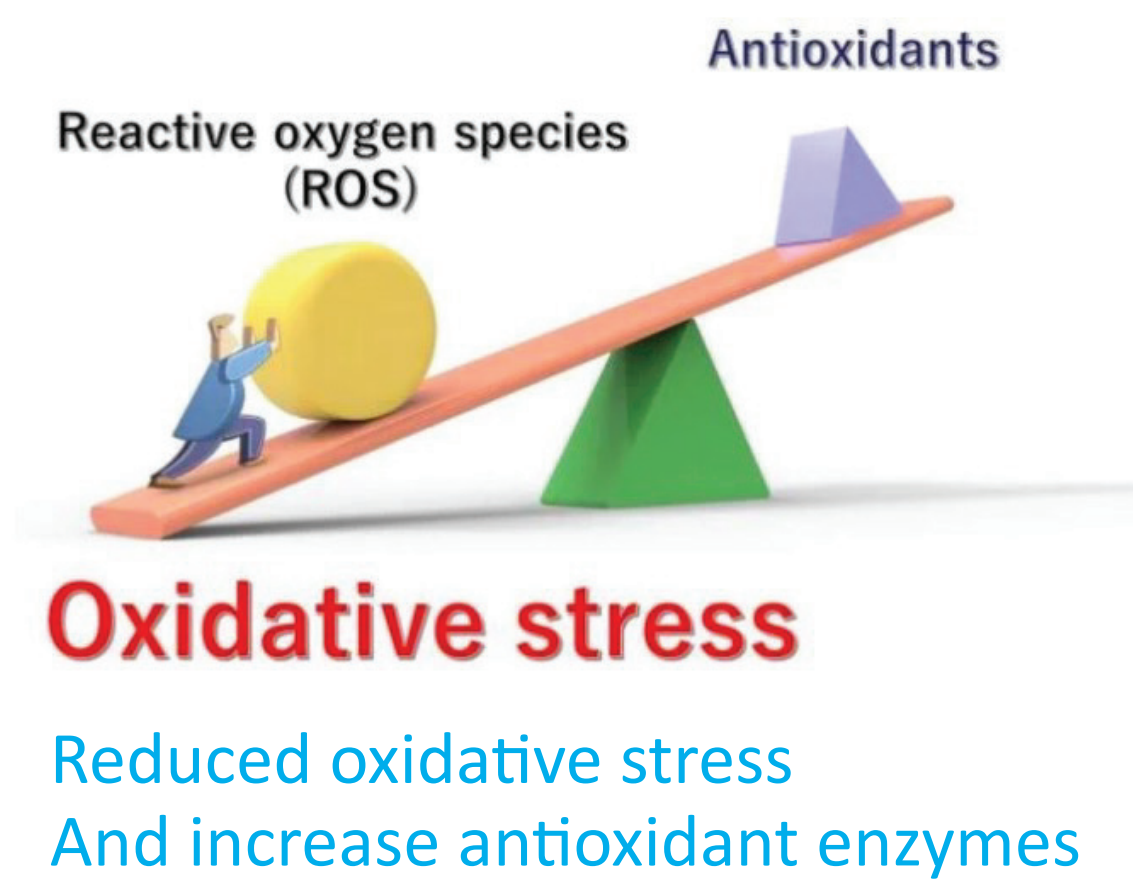 Antioxidants
Reactive oxygen species
(ROS)
Oxidative stress
Reduced oxidative stress
And increase antioxidant enzymes